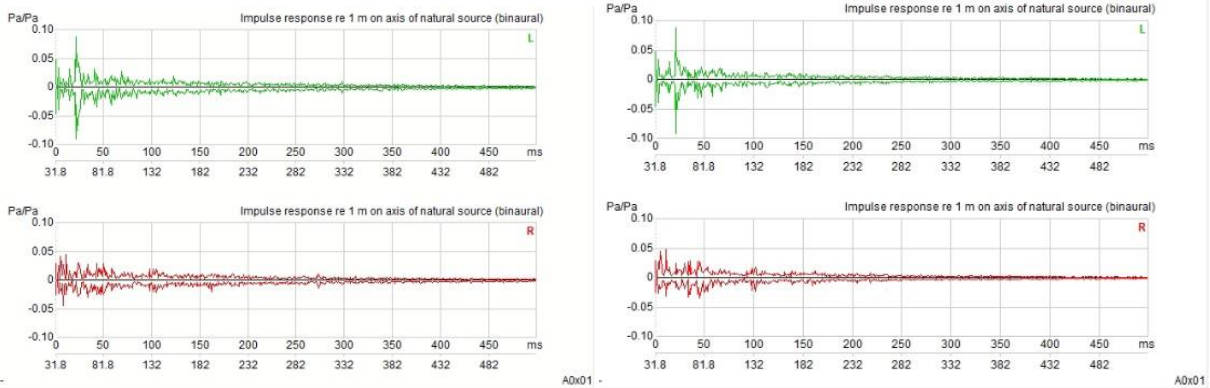 Pa/Pa Impulse response re 1 m on axis of natural source (binaural)
0.10
L
0.05
0
-0.05
-0.10
0 50 100 150 200 250 300 350 400 450 ms
31.8 81.8 132 182 232 282 332 382 432 482
Pa/Pa Impulse response re 1 m on axis of natural source (binaural)
0.10
R
0.05
0
-0.05
-0.10
0 50 100 150 200 250 300 350 400 450 ms
31.8 81.8 132 182 232 282 332 382 432 482
A0x01
Pa/Pa Impulse response re 1 m on axis of natural source (binaural)
0.10
L
0.05
0
-0.05
-0.10
0 50 100 150 200 250 300 350 400 450 ms
31.8 81.8 132 182 232 282 332 382 432 482
Pa/Pa Impulse response re 1 m on axis of natural source (binaural)
0.10
R
0.05
0
-0.05
-0.10
0 50 100 150 200 250 300 350 400 450 ms
31.8 81.8 132 182 232 282 332 382 432 482
A0x01